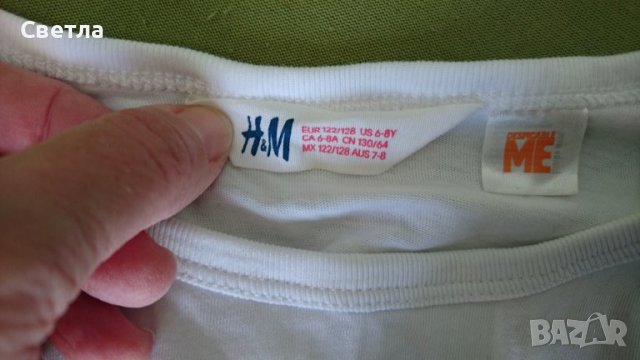 Светла
H&M
EUR 122/128 US 6-8Y
CA 6-8A CN 130/64
MX 122/128 AUS 7-8
DESPICABLE
ME
BAZAR